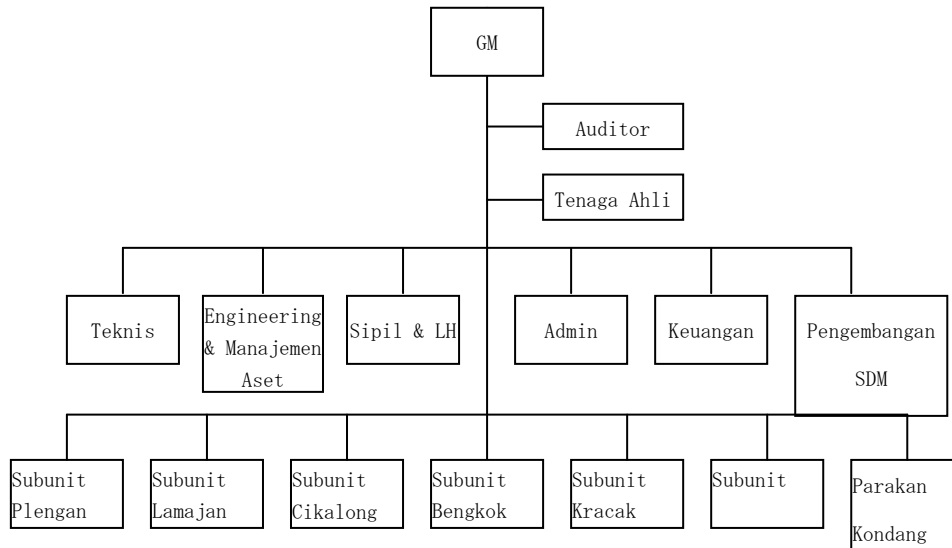 GM
Auditor
Tenaga Ahli
Teknis
Engineering
& Manajemen
Aset
Sipil & LH
Admin
Keuangan
Pengembangan
SDM
Subunit
Plengan
Subunit
Lamajan
Subunit
Cikalong
Subunit
Bengkok
Subunit
Kracak
Subunit
Parakan
Kondang